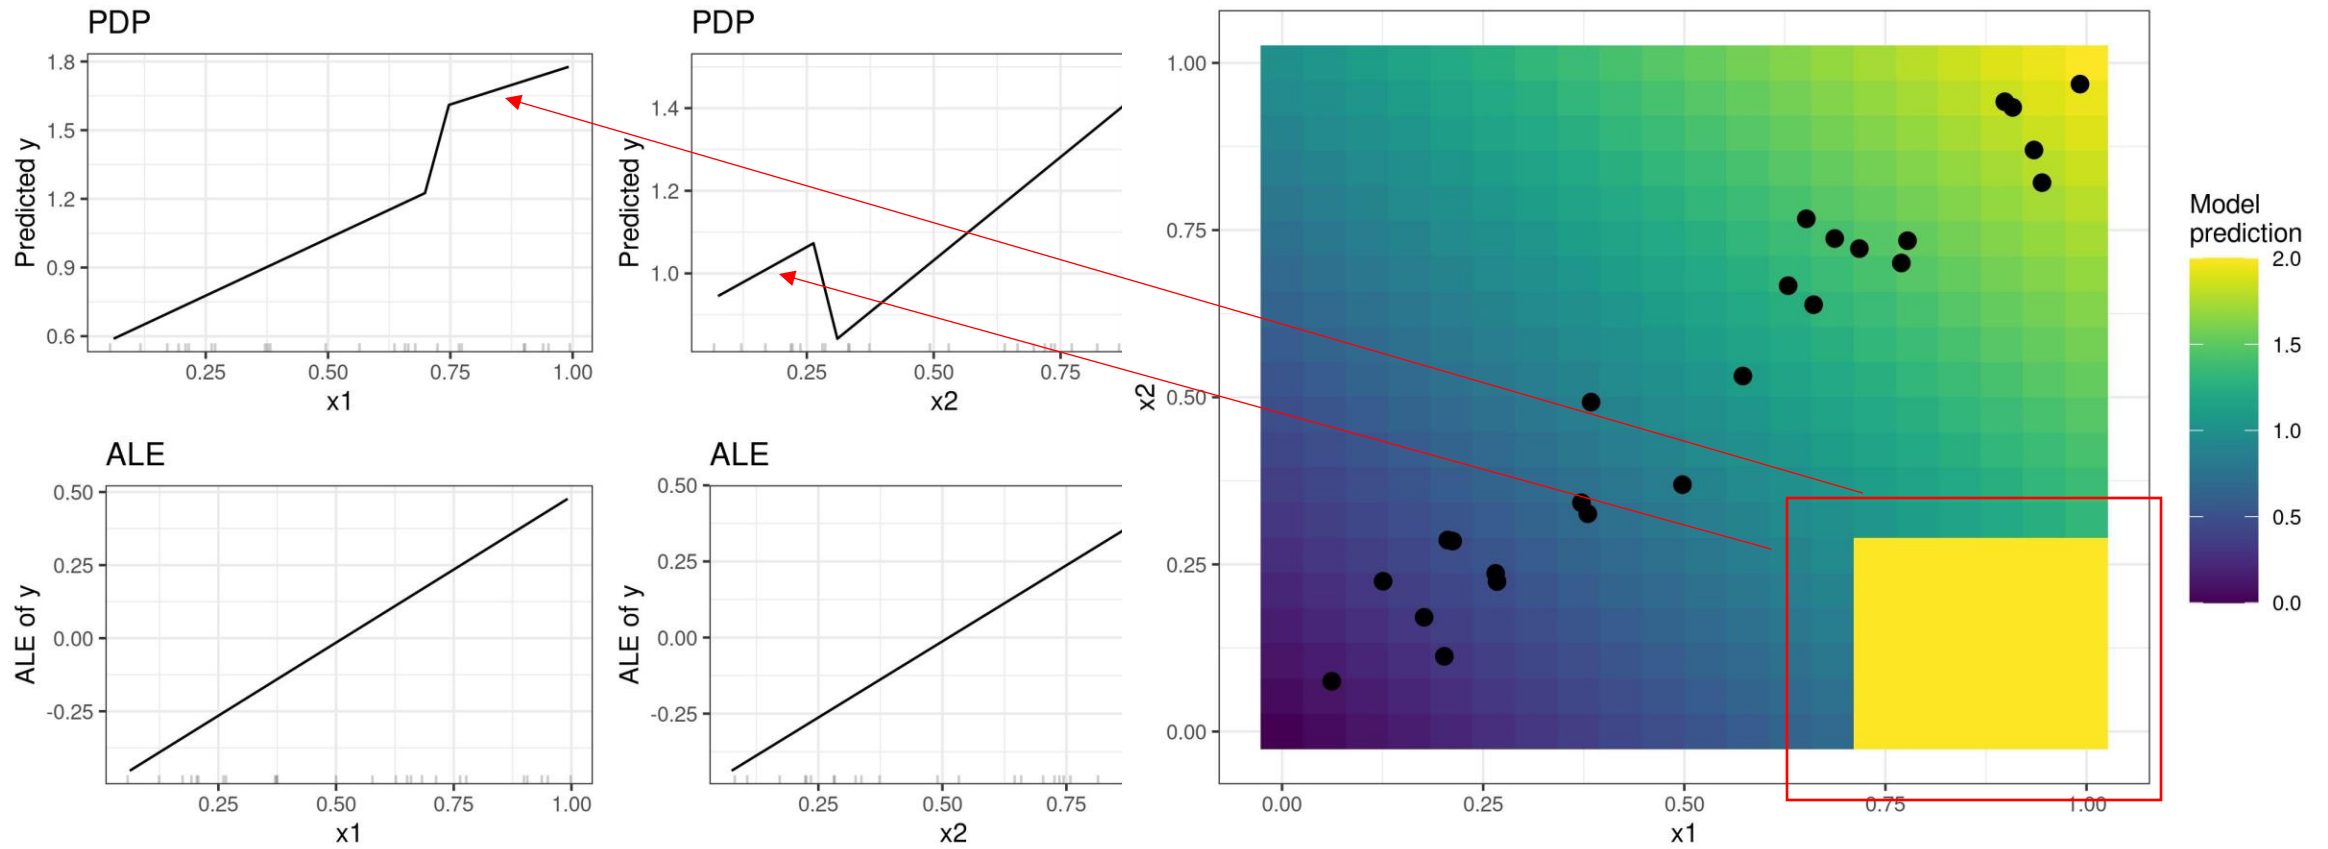 PDP
1.8
1.5
1.2
0.9
0.6
Predicted y
0.25 0.50 0.75 1.00
x1
PDP
1.4
1.2
1.0
Predicted y
0.25 0.50 0.75
x2
ALE
0.50
0.25
0.00
-0.25
ALE of y
0.25 0.50 0.75 1.00
x1
ALE
0.50
0.25
0.00
-0.25
ALE of y
0.25 0.50 0.75
x2
1.00
0.75
0.50
0.25
0.00
x2
0.00 0.25 0.50 0.75 1.00
x1
Model
prediction
2.0
1.5
1.0
0.5
0.0